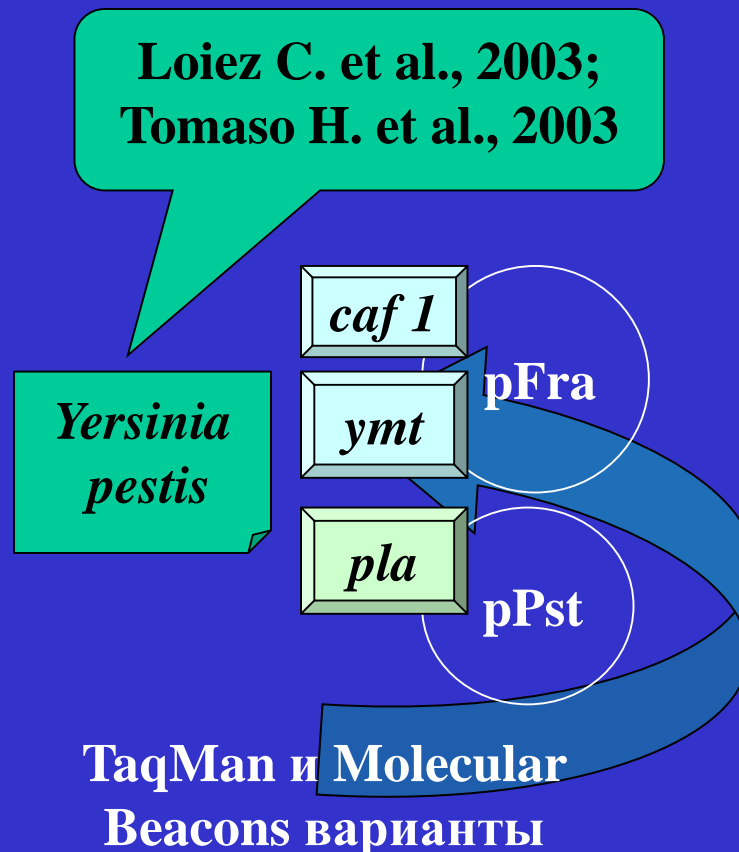 Loiez C. et al., 2003;
Tomaso H. et al., 2003
caf 1
pFra
Yersinia
pestis
ymt
pla
pPst
TaqMan и Molecular
Beacons варианты